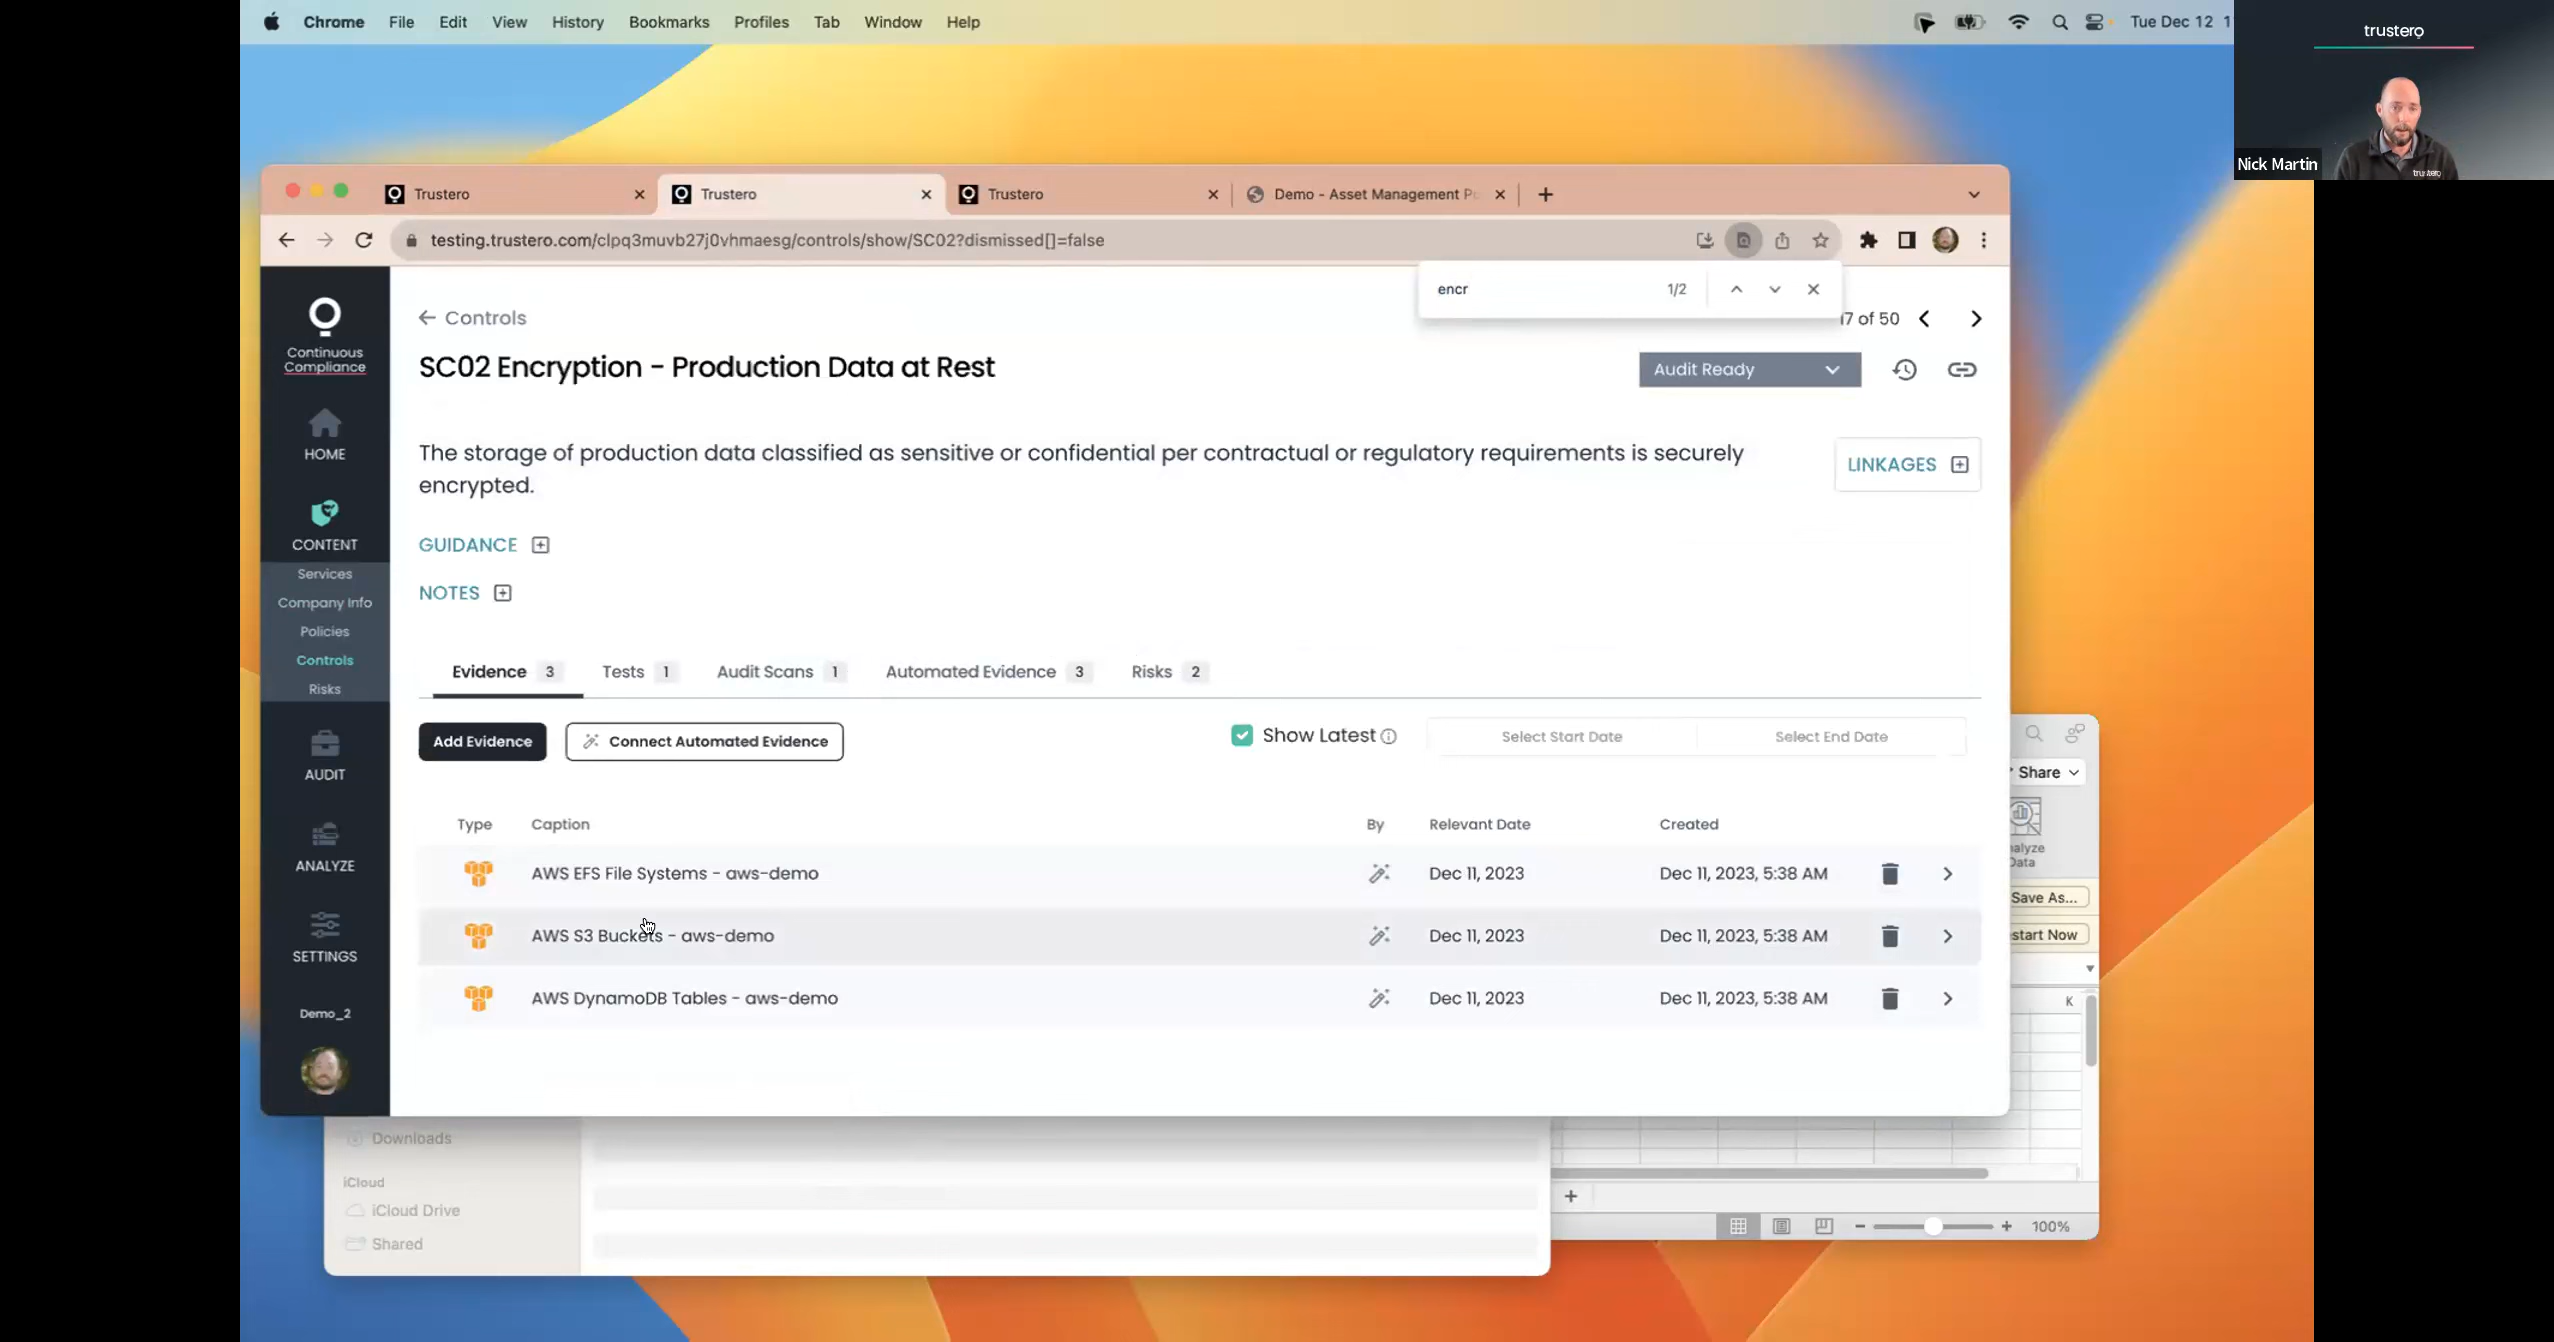 Chrome File Edit View History Bookmarks Profiles Tab Window Help
Tue Dec 12
trustero
Nick Martin
Trustero
Trustero
Trustero
Demo - Asset Management
testing.trustero.com/clpq3muvb27j0vhmaesg/controls/show/SC02?dismissed[]=false
encr 1/2
Continuous
Compliance
HOME
CONTENT
Services
Company Info
Policies
Controls
Risks
AUDIT
ANALYZE
SETTINGS
Demo_2
← Controls
17 of 50
SC02 Encryption - Production Data at Rest
Audit Ready
The storage of production data classified as sensitive or confidential per contractual or regulatory requirements is securely
encrypted.
LINKAGES
GUIDANCE
NOTES
Evidence 3 Tests 1 Audit Scans 1 Automated Evidence 3 Risks 2
Add Evidence Connect Automated Evidence Show Latest Select Start Date Select End Date
Type Caption By Relevant Date Created
AWS EFS File Systems - aws-demo Dec 11, 2023 Dec 11, 2023, 5:38 AM
AWS S3 Buckets - aws-demo Dec 11, 2023 Dec 11, 2023, 5:38 AM
AWS DynamoDB Tables - aws-demo Dec 11, 2023 Dec 11, 2023, 5:38 AM
Share
Data
Save As...
start Now
K
100%
Downloads
iCloud
iCloud Drive
Shared